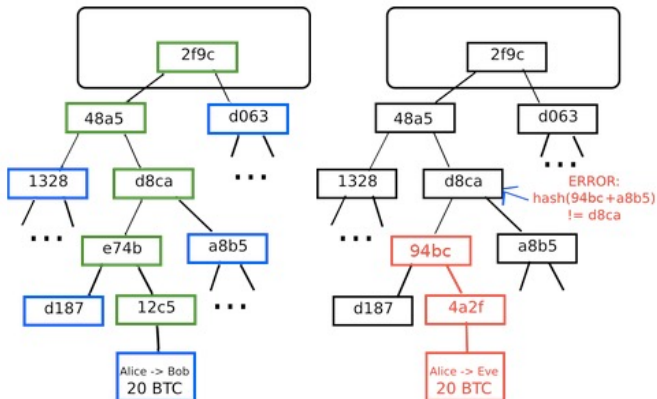 2f9c
48a5
d063
1328
d8ca
...
...
e74b
a8b5
d187
12c5
...
Alice -> Bob
20 BTC
2f9c
48a5
d063
1328
d8ca
...
ERROR:
hash(94bc+a8b5)
!= d8ca
...
94bc
a8b5
d187
4a2f
Alice -> Eve
20 BTC